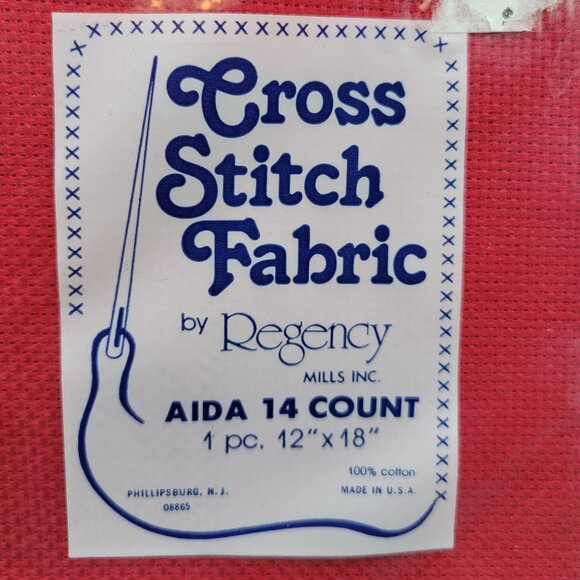 Cross
Stitch
Fabric
by Regency
MILLS INC.
AIDA 14 COUNT
1 pc. 12" x 18"
100% cotton
PHILLIPSBURG, N.J.
MADE IN U.S.A.
08865